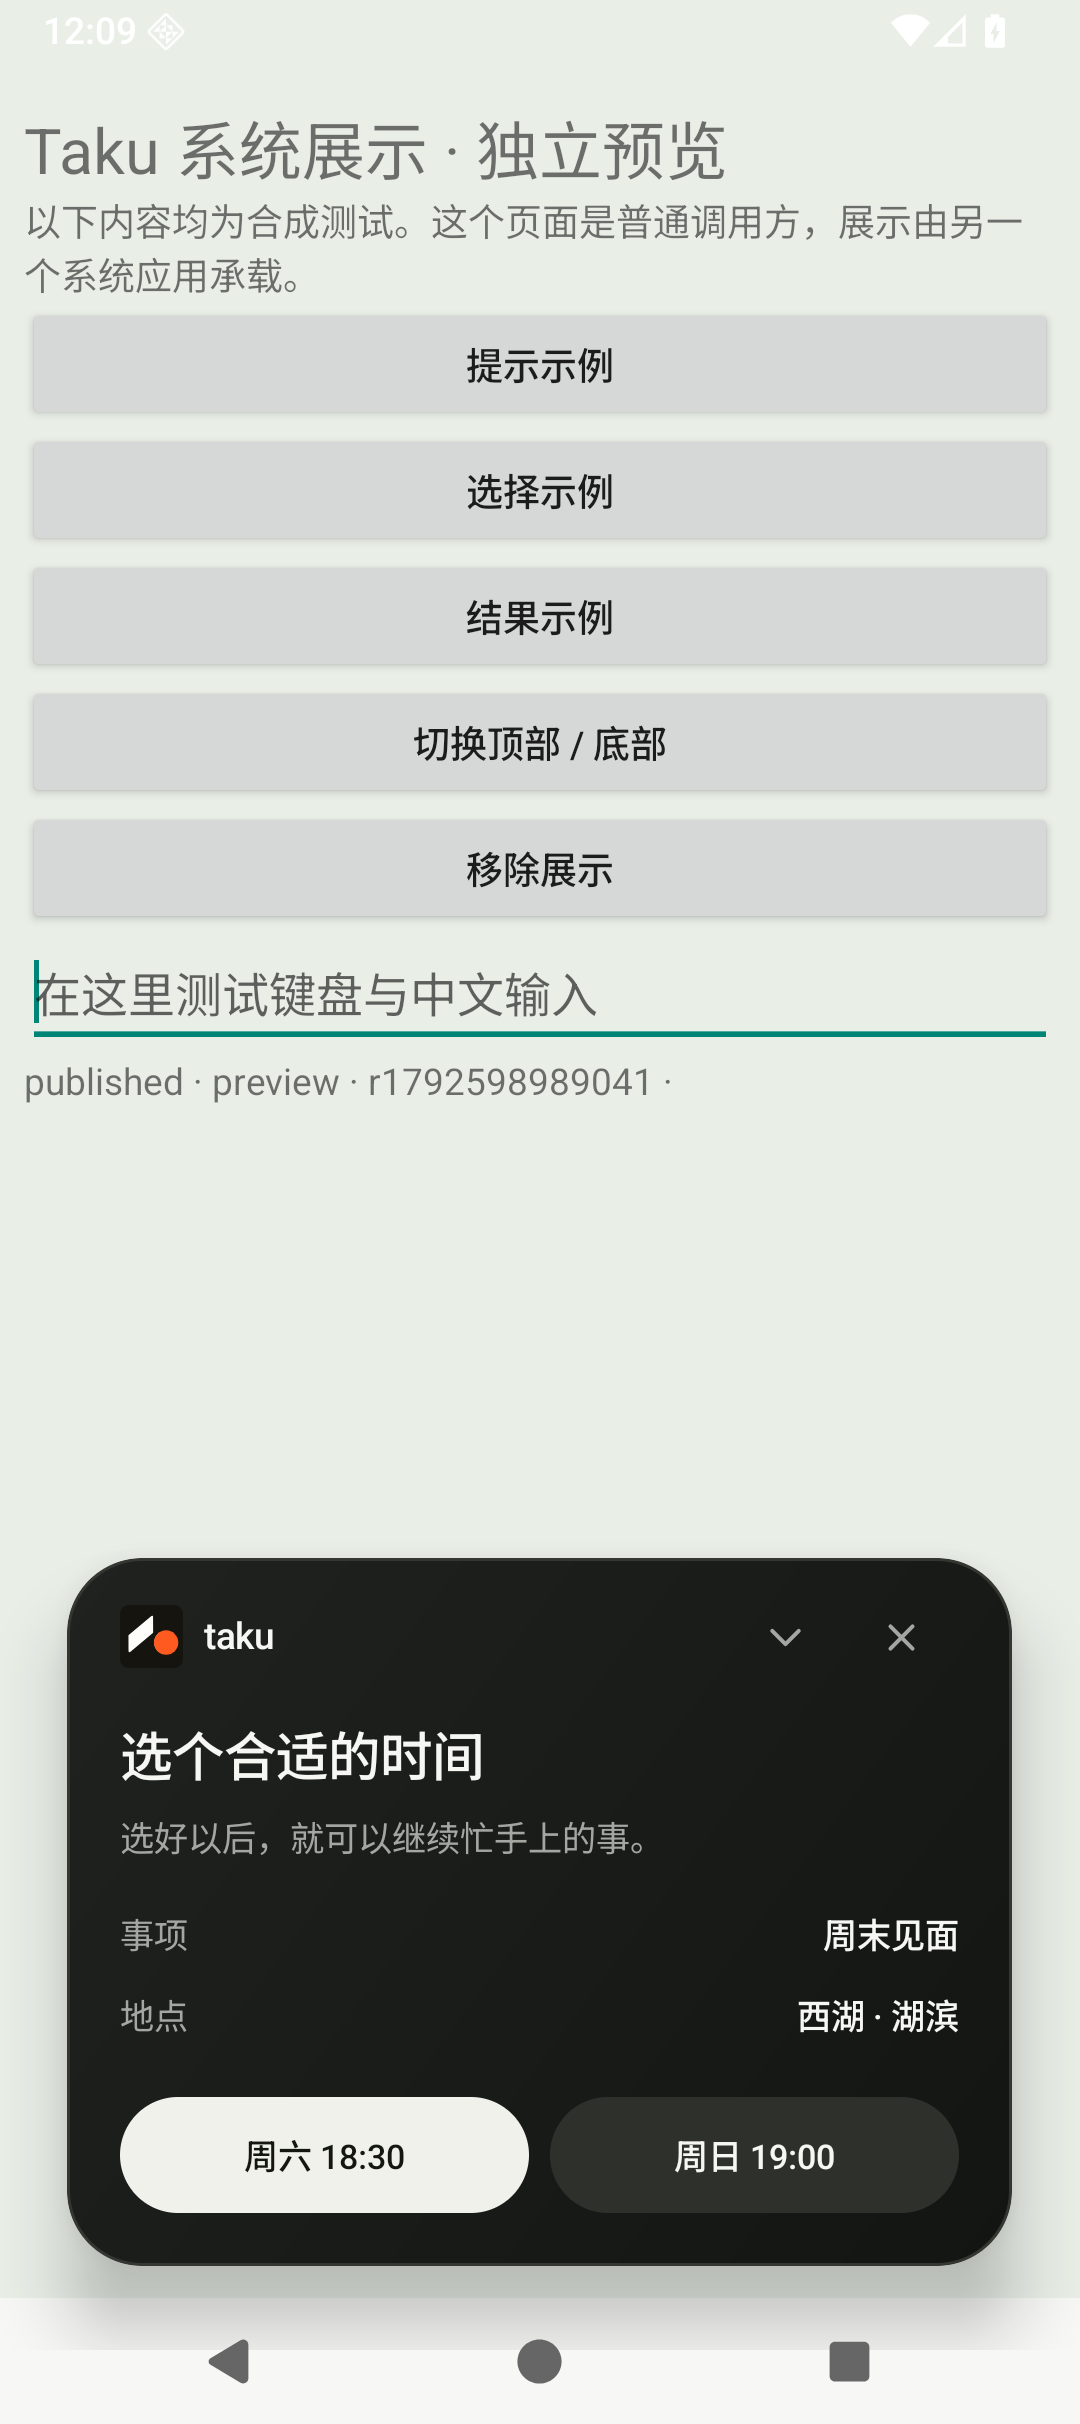 12:09
Taku 系统展示 · 独立预览
以下内容均为合成测试。这个页面是普通调用方，展示由另一
个系统应用承载。
提示示例
选择示例
结果示例
切换顶部 / 底部
移除展示
在这里测试键盘与中文输入
published · preview · r1792598989041 ·
taku
选个合适的时间
选好以后，就可以继续忙手上的事。
事项 周末见面
地点 西湖 · 湖滨
周六 18:30 周日 19:00